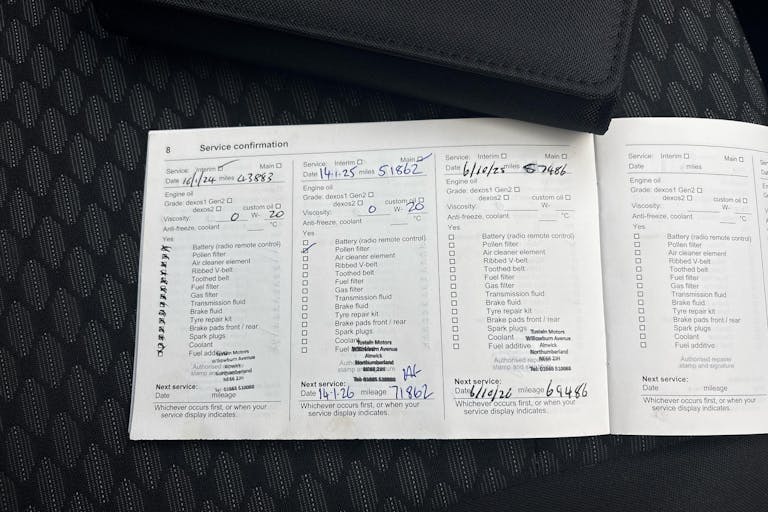 8 Service confirmation
Service: Interim Main
Date 10/1/24 miles 43883
Engine oil
Grade: dexos1 Gen2
dexos2 custom oil
Viscosity: 0 W- 20
Anti-freeze, coolant °C
Yes
Battery (radio remote control)
Pollen filter
Air cleaner element
Ribbed V-belt
Toothed belt
Fuel filter
Gas filter
Transmission fluid
Brake fluid
Tyre repair kit
Brake pads front / rear
Spark plugs
Coolant
Fuel additive
Next service:
Date mileage
Whichever occurs first, or when your
service display indicates.
Service: Interim Main
Date 14.1.25 miles 51862
Engine oil
Grade: dexos1 Gen2
dexos2 custom oil
Viscosity: 0 W- 20
Anti-freeze, coolant °C
Yes
Battery (radio remote control)
Pollen filter
Air cleaner element
Ribbed V-belt
Toothed belt
Fuel filter
Gas filter
Transmission fluid
Brake fluid
Tyre repair kit
Brake pads front / rear
Spark plugs
Coolant
Fuel
Tustain Motors
Willowburn Avenue
Alnwick
Northumberland
NE66 2JH
Tel: 01665 510065
Next service:
Date 14.1.26 mileage 71862
Whichever occurs first, or when your
service display indicates.
Service: Interim Main
Date 6/10/25 miles 57486
Engine oil
Grade: dexos1 Gen2
dexos2 custom oil
Viscosity: W-
Anti-freeze, coolant °C
Yes
Battery (radio remote control)
Pollen filter
Air cleaner element
Ribbed V-belt
Toothed belt
Fuel filter
Gas filter
Transmission fluid
Brake fluid
Tyre repair kit
Brake pads front / rear
Spark plugs
Coolant
Fuel additive
Tustain Motors
Willowburn Avenue
Alnwick
Northumberland
NE66 2JH
Tel: 01665 510065
Next service:
Date 6/10/26 mileage 69486
Whichever occurs first, or when your
service display indicates.
Service: Interim Main
Date miles
Engine oil
Grade: dexos1 Gen2
dexos2 custom oil
Viscosity: W-
Anti-freeze, coolant °C
Yes
Battery (radio remote control)
Pollen filter
Air cleaner element
Ribbed V-belt
Toothed belt
Fuel filter
Gas filter
Transmission fluid
Brake fluid
Tyre repair kit
Brake pads front / rear
Spark plugs
Coolant
Fuel additive
Authorised repairer
stamp and signature
Next service:
Date mileage
Whichever occurs first, or when your
service display indicates.